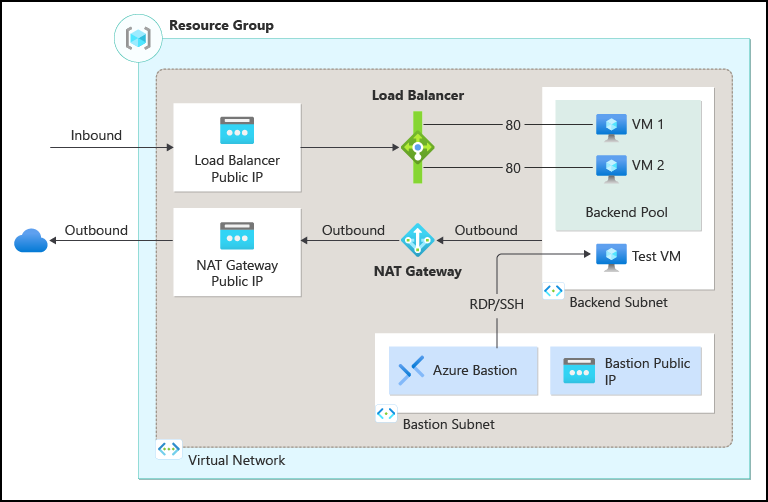 Resource Group
Load Balancer
Inbound
Load Balancer
Public IP
80
VM 1
80
VM 2
Backend Pool
Outbound
NAT Gateway
Public IP
Outbound
Outbound
NAT Gateway
Test VM
RDP/SSH
Backend Subnet
Azure Bastion
Bastion Public
IP
Bastion Subnet
Virtual Network